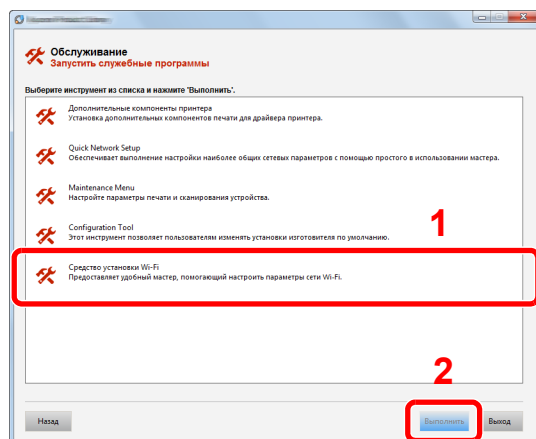 Обслуживание
Запустить служебные программы
Выберите инструмент из списка и нажмите 'Выполнить'.
Дополнительные компоненты принтера
Установка дополнительных компонентов печати для драйвера принтера.
Quick Network Setup
Обеспечивает выполнение настройки наиболее общих сетевых параметров с помощью простого в использовании мастера.
Maintenance Menu
Настройте параметры печати и сканирования устройства.
Configuration Tool
Этот инструмент позволяет пользователям изменять установки изготовителя по умолчанию.
1
Средство установки Wi-Fi
Предоставляет удобный мастер, помогающий настроить параметры сети Wi-Fi.
2
Назад
Выполнить
Выход